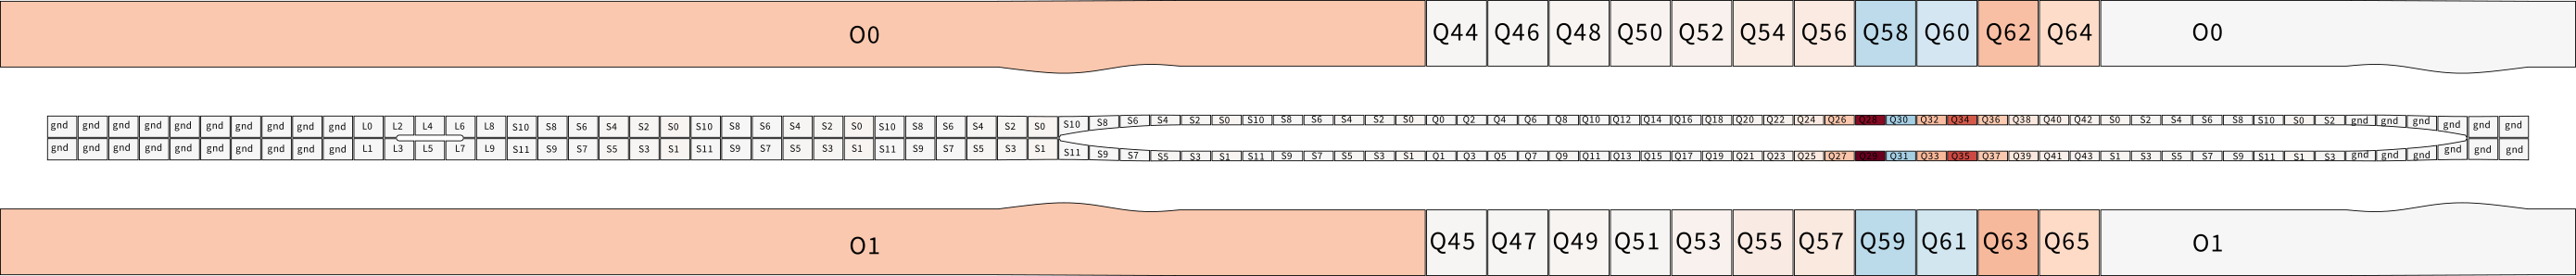 O0 Q44 Q46 Q48 Q50 Q52 Q54 Q56 Q58 Q60 Q62 Q64 O0
gnd gnd gnd gnd gnd gnd gnd gnd gnd gnd L0 L2 L4 L6 L8 S10 S8 S6 S4 S2 S0 S10 S8 S6 S4 S2 S0 S10 S8 S6 S4 S2 S0 S10 S8 S6 S4 S2 S0 S10 S8 S6 S4 S2 S0 Q0 Q2 Q4 Q6 Q8 Q10 Q12 Q14 Q16 Q18 Q20 Q22 Q24 Q26 Q28 Q30 Q32 Q34 Q36 Q38 Q40 Q42 S0 S2 S4 S6 S8 S10 S0 S2 gnd gnd gnd gnd gnd gnd
gnd gnd gnd gnd gnd gnd gnd gnd gnd gnd L1 L3 L5 L7 L9 S11 S9 S7 S5 S3 S1 S11 S9 S7 S5 S3 S1 S11 S9 S7 S5 S3 S1 S11 S9 S7 S5 S3 S1 S11 S9 S7 S5 S3 S1 Q1 Q3 Q5 Q7 Q9 Q11 Q13 Q15 Q17 Q19 Q21 Q23 Q25 Q27 Q29 Q31 Q33 Q35 Q37 Q39 Q41 Q43 S1 S3 S5 S7 S9 S11 S1 S3 gnd gnd gnd gnd gnd gnd
O1 Q45 Q47 Q49 Q51 Q53 Q55 Q57 Q59 Q61 Q63 Q65 O1